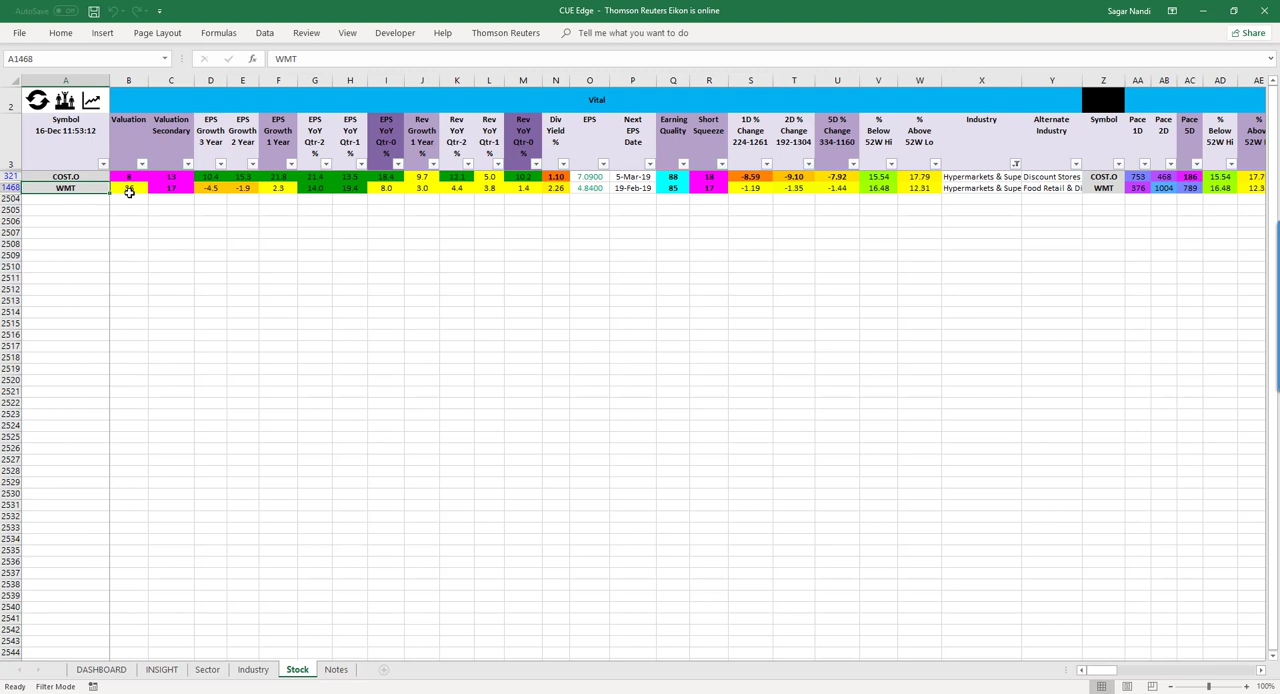 AutoSave Off
CUE Edge - Thomson Reuters Eikon is online
Sagar Nandi
File Home Insert Page Layout Formulas Data Review View Developer Help Thomson Reuters Tell me what you want to do Share
A1468 fx WMT
A B C D E F G H I J K L M N O P Q R S T U V W X Y Z AA AB AC AD AE
2 Vital
Symbol Valuation Valuation EPS EPS EPS EPS EPS EPS Rev Rev Rev Rev Div EPS Next Earning Short 1D % 2D % 5D % % % Industry Alternate Symbol Pace Pace Pace % %
16-Dec 11:53:12 Secondary Growth Growth Growth YoY YoY YoY Growth YoY YoY YoY Yield EPS Quality Squeeze Change Change Change Below Above Industry 1D 2D 5D Below Abov
3 Year 2 Year 1 Year Qtr-2 Qtr-1 Qtr-0 1 Year Qtr-2 Qtr-1 Qtr-0 % Date 224-1261 192-1304 334-1160 52W Hi 52W Lo 52W Hi 52W L
3 % % % % % % %
321 COST.O 8 13 10.4 15.3 21.8 21.4 13.5 18.4 9.7 12.1 5.0 10.2 1.10 7.0900 5-Mar-19 88 18 -8.59 -9.10 -7.92 15.54 17.79 Hypermarkets & Supe Discount Stores COST.O 753 468 186 15.54 17.7
1468 WMT 17 -4.5 -1.9 2.3 14.0 19.4 8.0 3.0 4.4 3.8 1.4 2.26 4.8400 19-Feb-19 85 17 -1.19 -1.35 -1.44 16.48 12.31 Hypermarkets & Supe Food Retail & Di WMT 376 1004 789 16.48 12.3
2504
2505
2506
2507
2508
2509
2510
2511
2512
2513
2514
2515
2516
2517
2518
2519
2520
2521
2522
2523
2524
2525
2526
2527
2528
2529
2530
2531
2532
2533
2534
2535
2536
2537
2538
2539
2540
2541
2542
2543
2544
DASHBOARD INSIGHT Sector Industry Stock Notes
Ready Filter Mode 100%